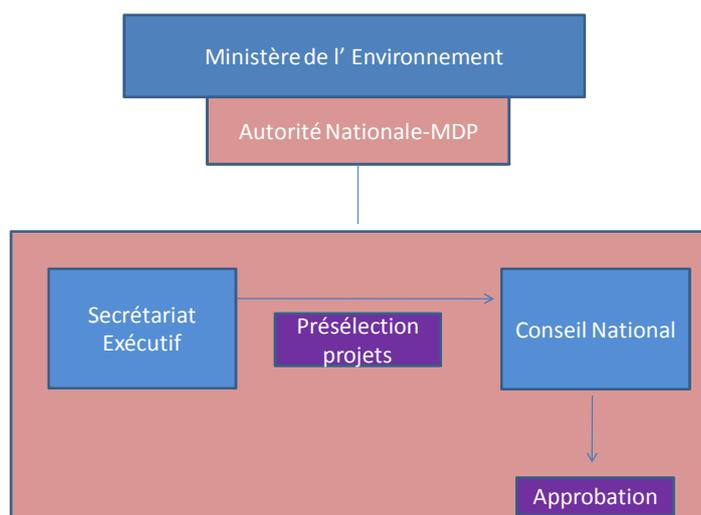 Ministère de l’ Environnement
Autorité Nationale-MDP
Secrétariat
Exécutif
Présélection
projets
Conseil National
Approbation